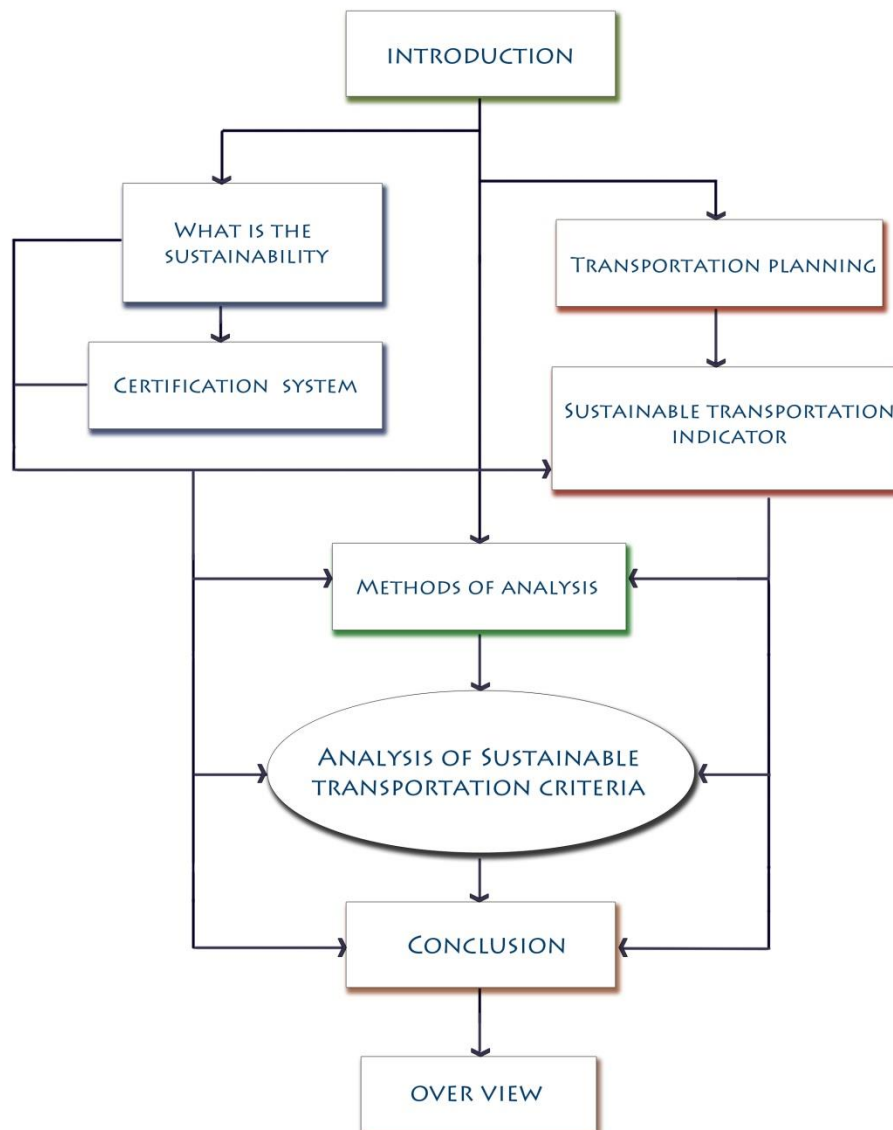 INTRODUCTION
WHAT IS THE
SUSTAINABILITY
TRANSPORTATION PLANNING
CERTIFICATION SYSTEM
SUSTAINABLE TRANSPORTATION
INDICATOR
METHODS OF ANALYSIS
ANALYSIS OF SUSTAINABLE
TRANSPORTATION CRITERIA
CONCLUSION
OVER VIEW